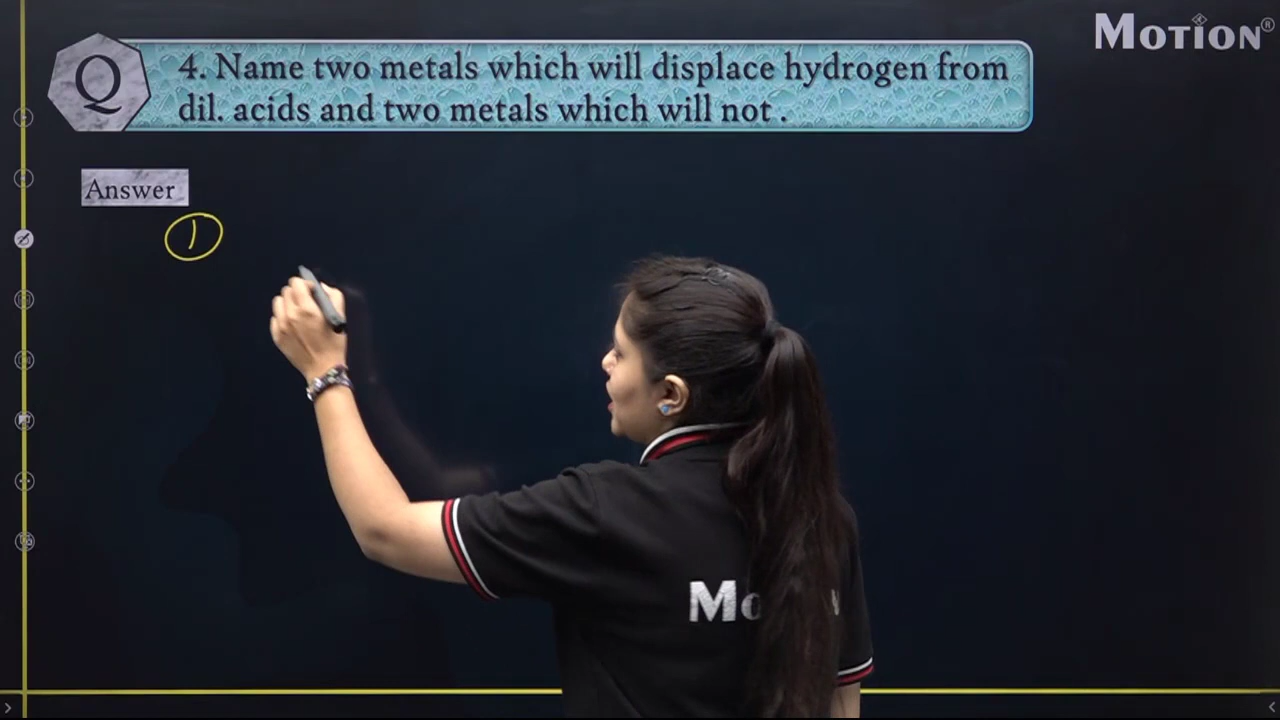 MOTION®
Q
4. Name two metals which will displace hydrogen from
dil. acids and two metals which will not .
Answer
1
Mo